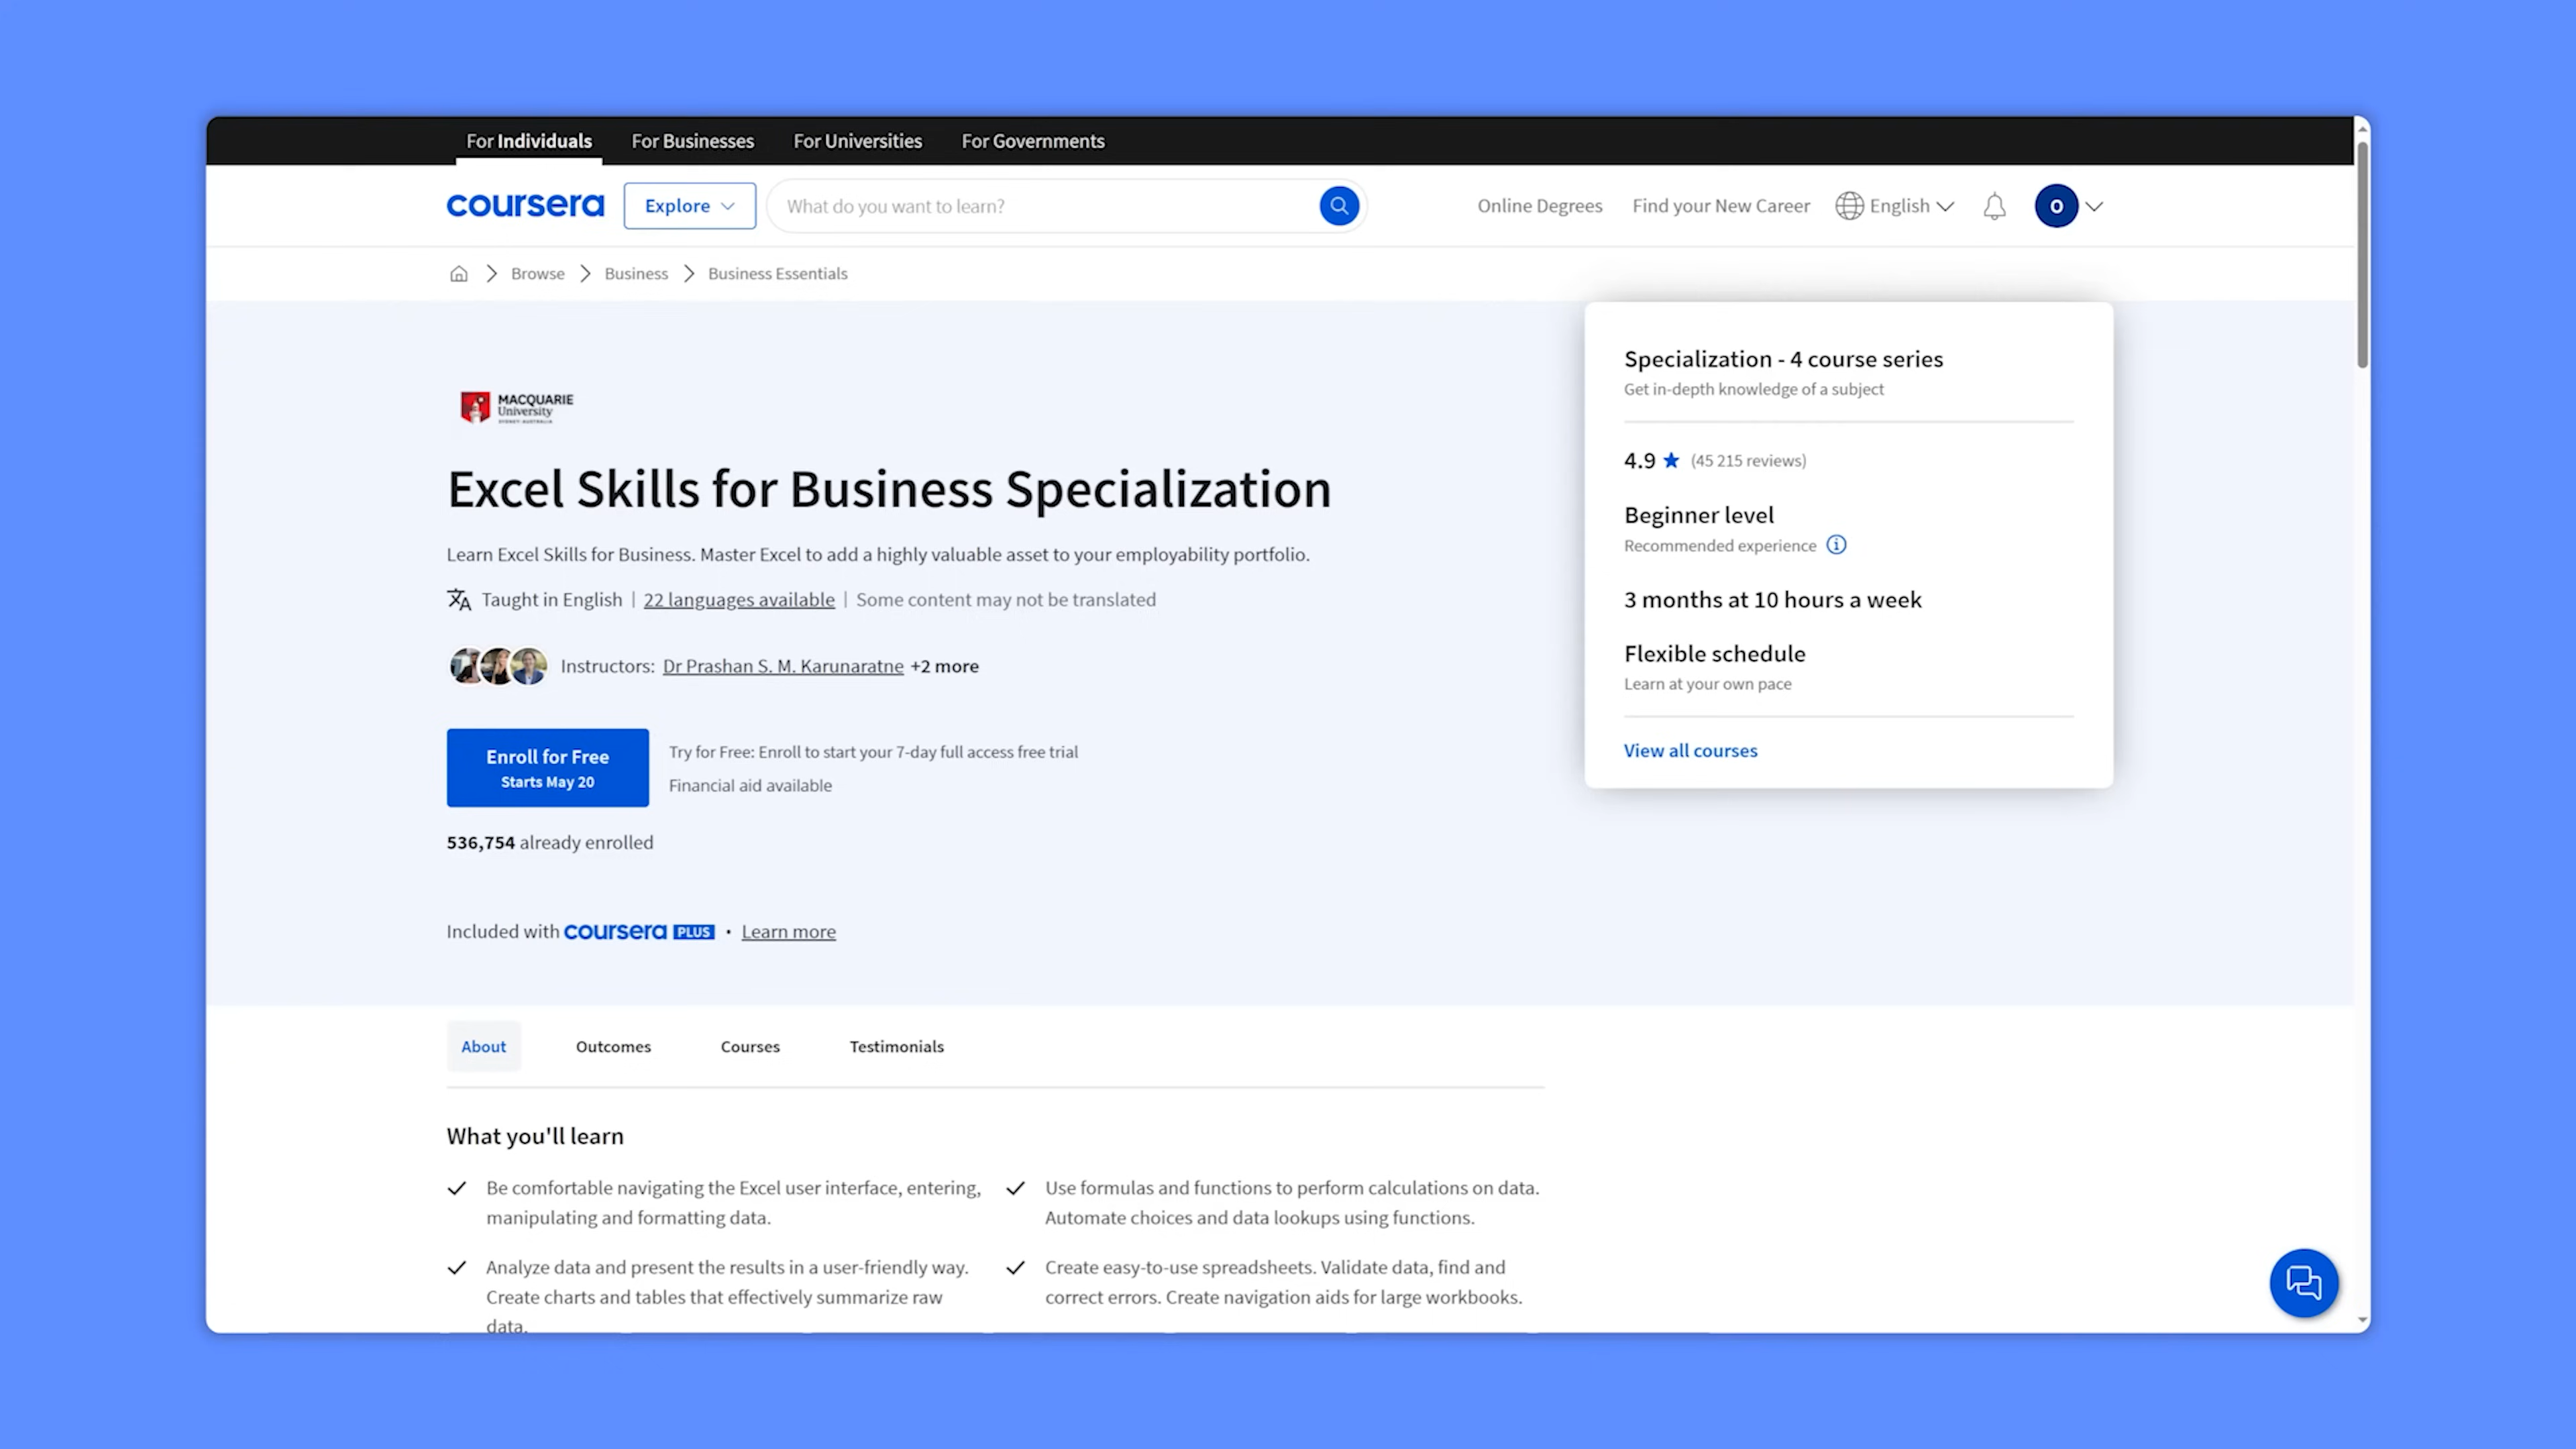 For Individuals For Businesses For Universities For Governments
coursera Explore What do you want to learn? Online Degrees Find your New Career English O
Browse Business Business Essentials
MACQUARIE
University
SYDNEY·AUSTRALIA
Excel Skills for Business Specialization
Learn Excel Skills for Business. Master Excel to add a highly valuable asset to your employability portfolio.
Taught in English | 22 languages available | Some content may not be translated
Instructors: Dr Prashan S. M. Karunaratne +2 more
Enroll for Free
Starts May 20
Try for Free: Enroll to start your 7-day full access free trial
Financial aid available
536,754 already enrolled
Included with coursera PLUS • Learn more
Specialization - 4 course series
Get in-depth knowledge of a subject
4.9 ★ (45 215 reviews)
Beginner level
Recommended experience
3 months at 10 hours a week
Flexible schedule
Learn at your own pace
View all courses
About Outcomes Courses Testimonials
What you'll learn
Be comfortable navigating the Excel user interface, entering,
manipulating and formatting data.
Use formulas and functions to perform calculations on data.
Automate choices and data lookups using functions.
Analyze data and present the results in a user-friendly way.
Create charts and tables that effectively summarize raw
data.
Create easy-to-use spreadsheets. Validate data, find and
correct errors. Create navigation aids for large workbooks.